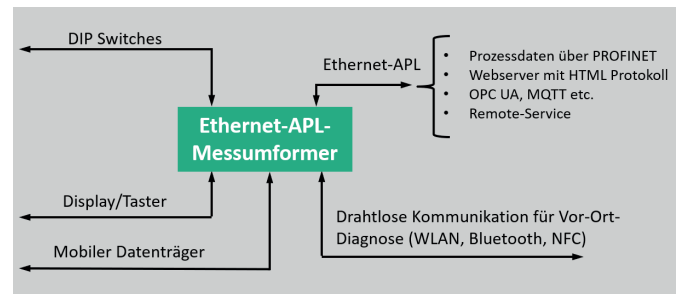 DIP Switches
Ethernet-APL
• Prozessdaten über PROFINET
• Webserver mit HTML Protokoll
• OPC UA, MQTT etc.
• Remote-Service
Ethernet-APL-
Messumformer
Display/Taster
Mobiler Datenträger
Drahtlose Kommunikation für Vor-Ort-
Diagnose (WLAN, Bluetooth, NFC)